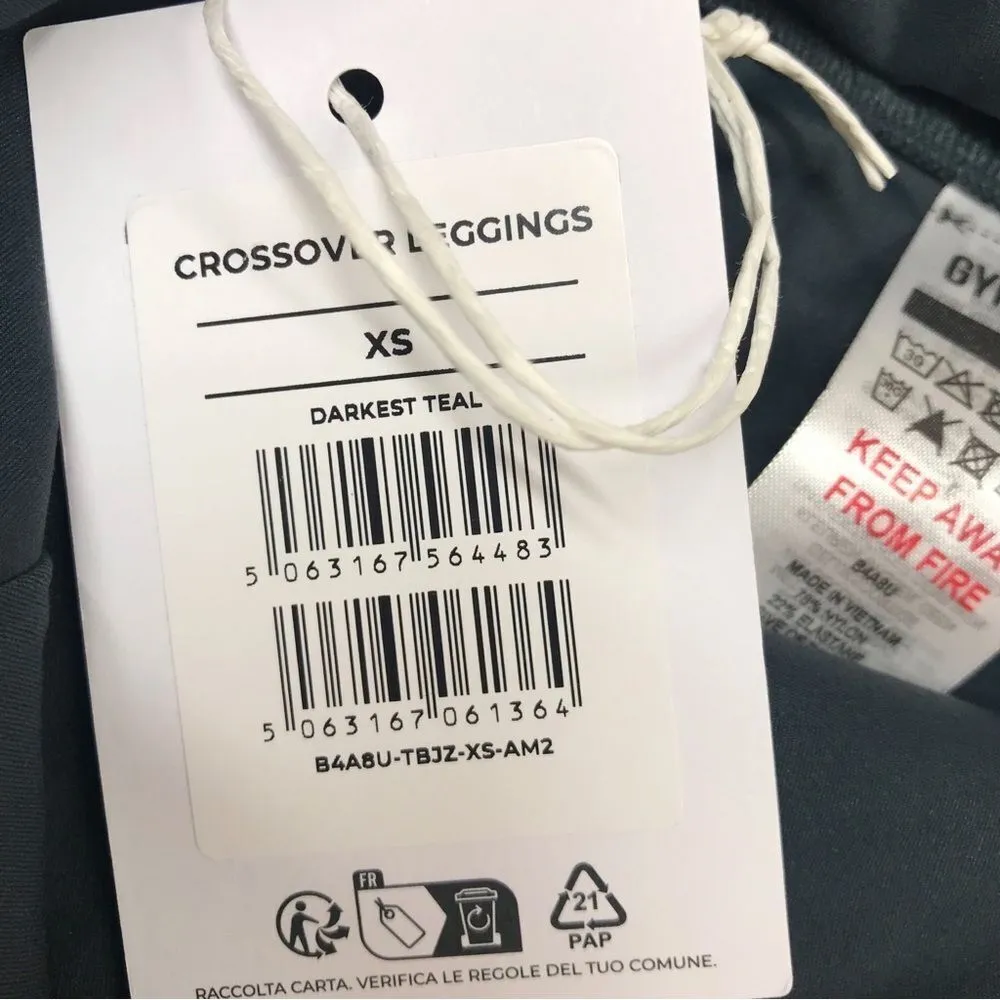 CROSSOVER LEGGINGS
XS
DARKEST TEAL
5 063167 564483
5 063167 061364
B4A8U-TBJZ-XS-AM2
FR
21
PAP
RACCOLTA CARTA. VERIFICA LE REGOLE DEL TUO COMUNE.
GY
30
KEEP AWA
FROM FIRE
B4A8U
MADE IN VIETNAM
78% NYLON
22% ELASTANE